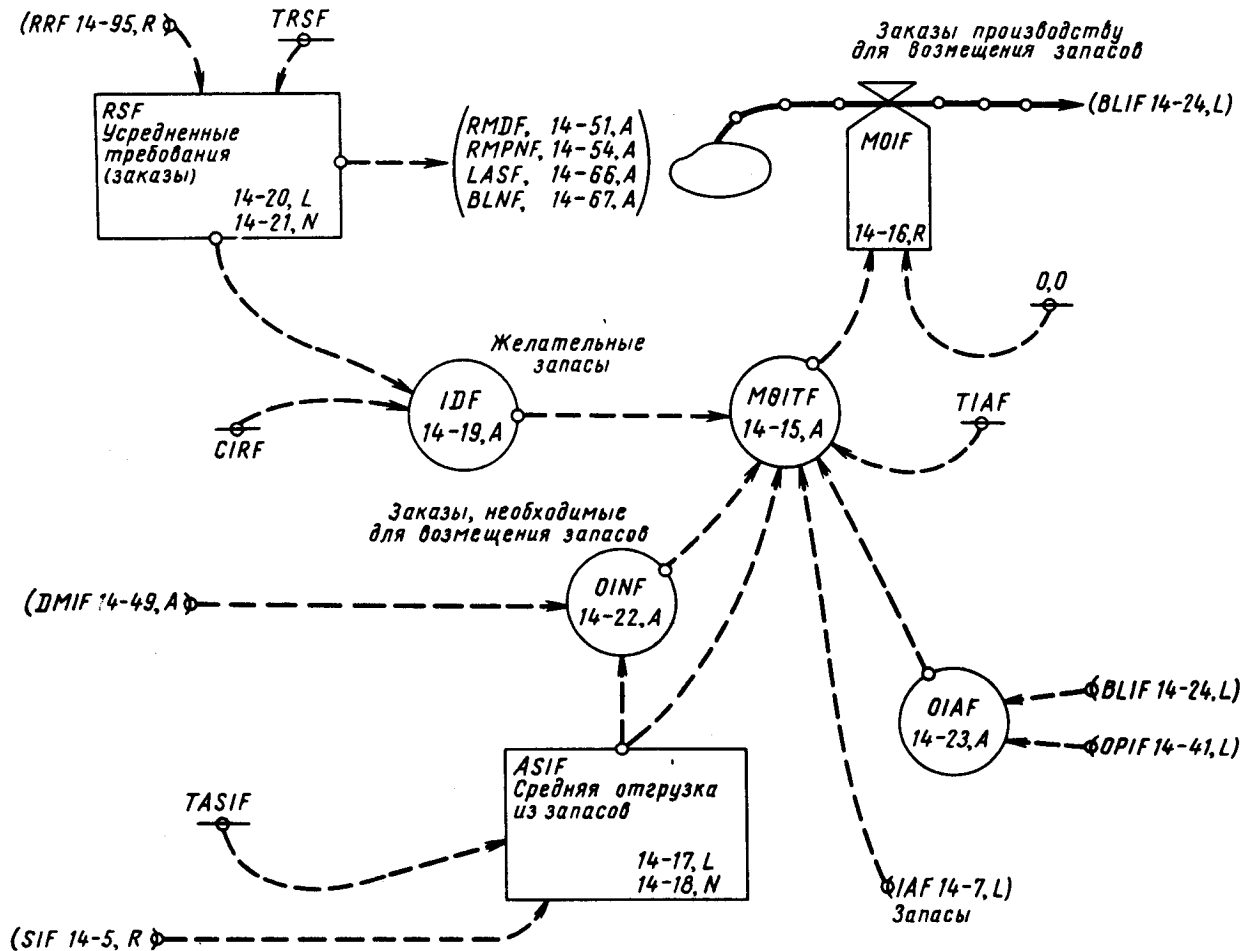 (RRF 14-95, R
TRSF
RSF
Усредненные
требования
(заказы)
14-20, L
14-21, N
(RMDF, 14-51, A
RMPNF, 14-54, A
LASF, 14-66, A
BLNF, 14-67, A)
Заказы производству
для возмещения запасов
(BLIF 14-24, L)
MOIF
14-16, R
0,0
Желательные
запасы
IDF
14-19, A
CIRF
MOITF
14-15, A
TIAF
Заказы, необходимые
для возмещения запасов
(DMIF 14-49, A
OINF
14-22, A
OIAF
14-23, A
BLIF 14-24, L)
OPIF 14-41, L)
ASIF
Средняя отгрузка
из запасов
14-17, L
14-18, N
TASIF
(SIF 14-5, R
IAF 14-7, L)
Запасы